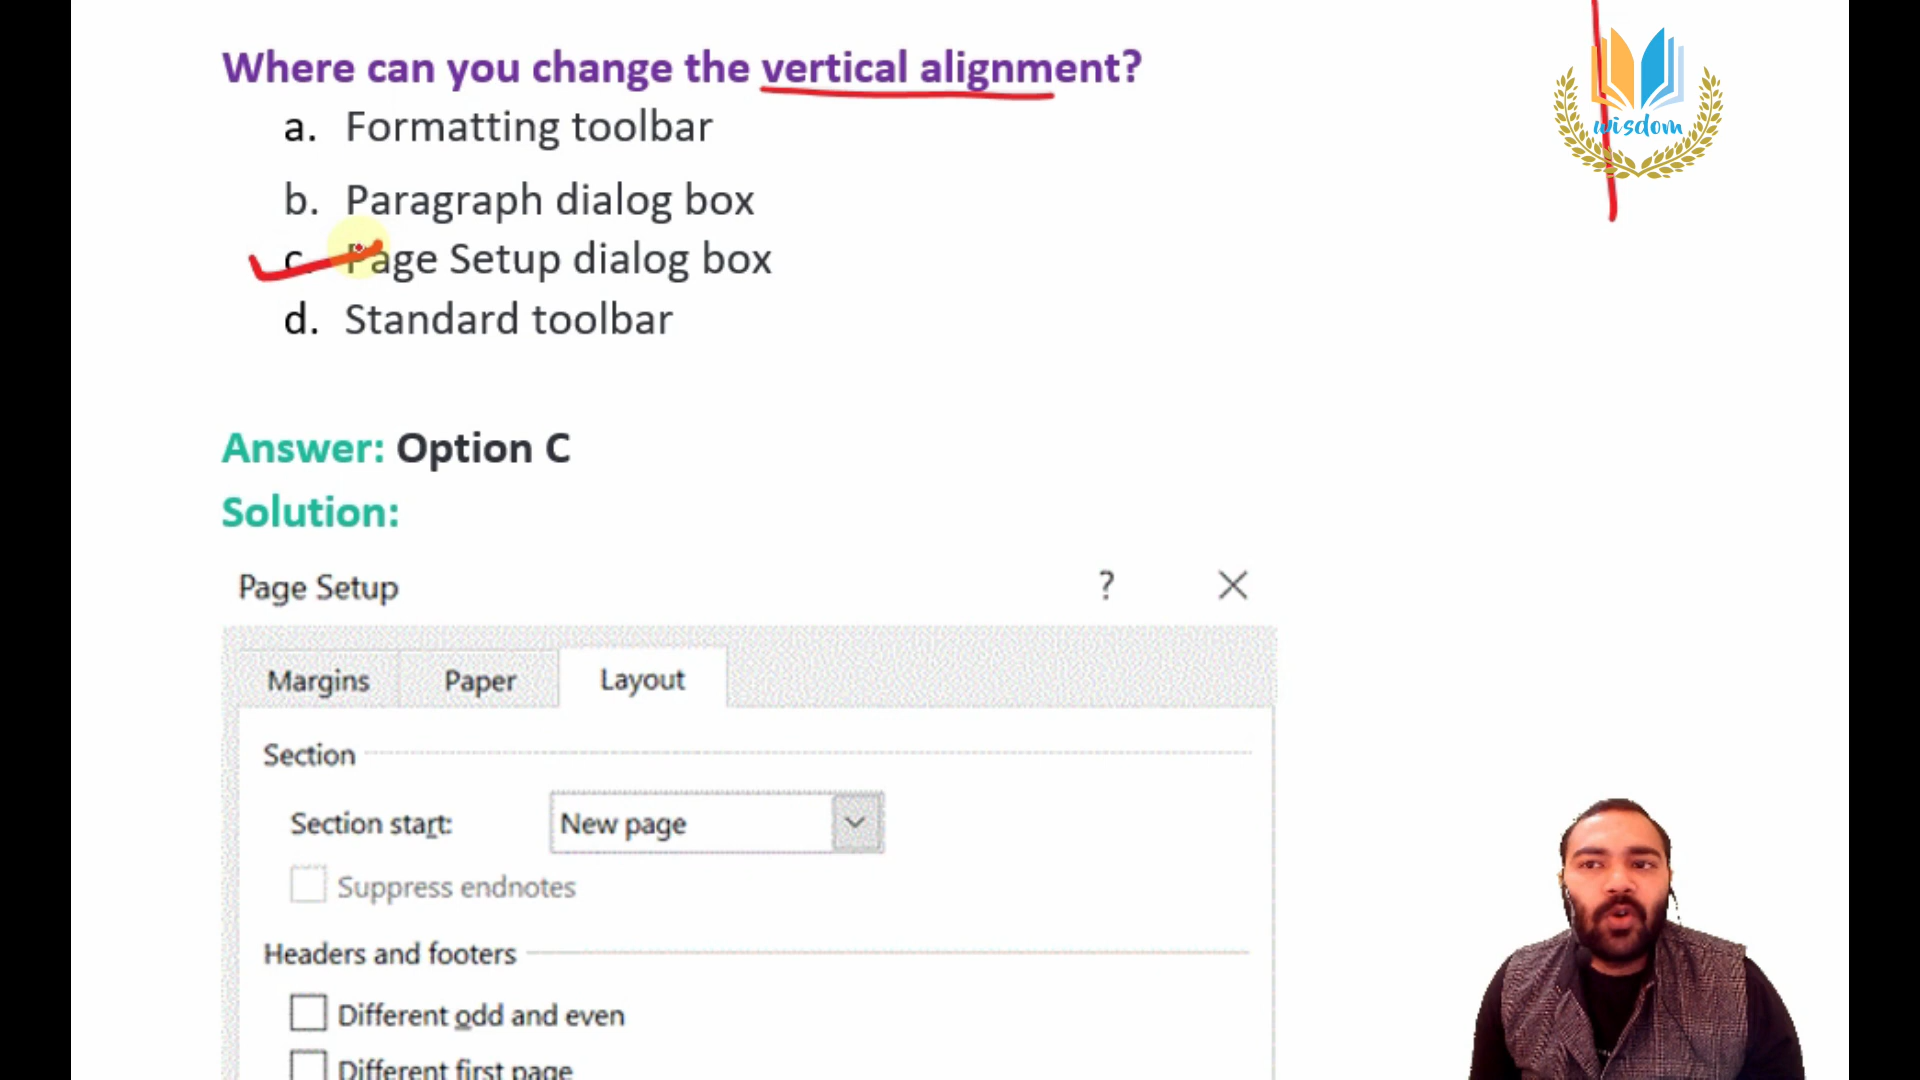 Where can you change the vertical alignment?
wisdom
a. Formatting toolbar
b. Paragraph dialog box
c. Page Setup dialog box
d. Standard toolbar
Answer: Option C
Solution:
Page Setup ? ×
Margins Paper Layout
Section
Section start: New page
Suppress endnotes
Headers and footers
Different odd and even
Different first page